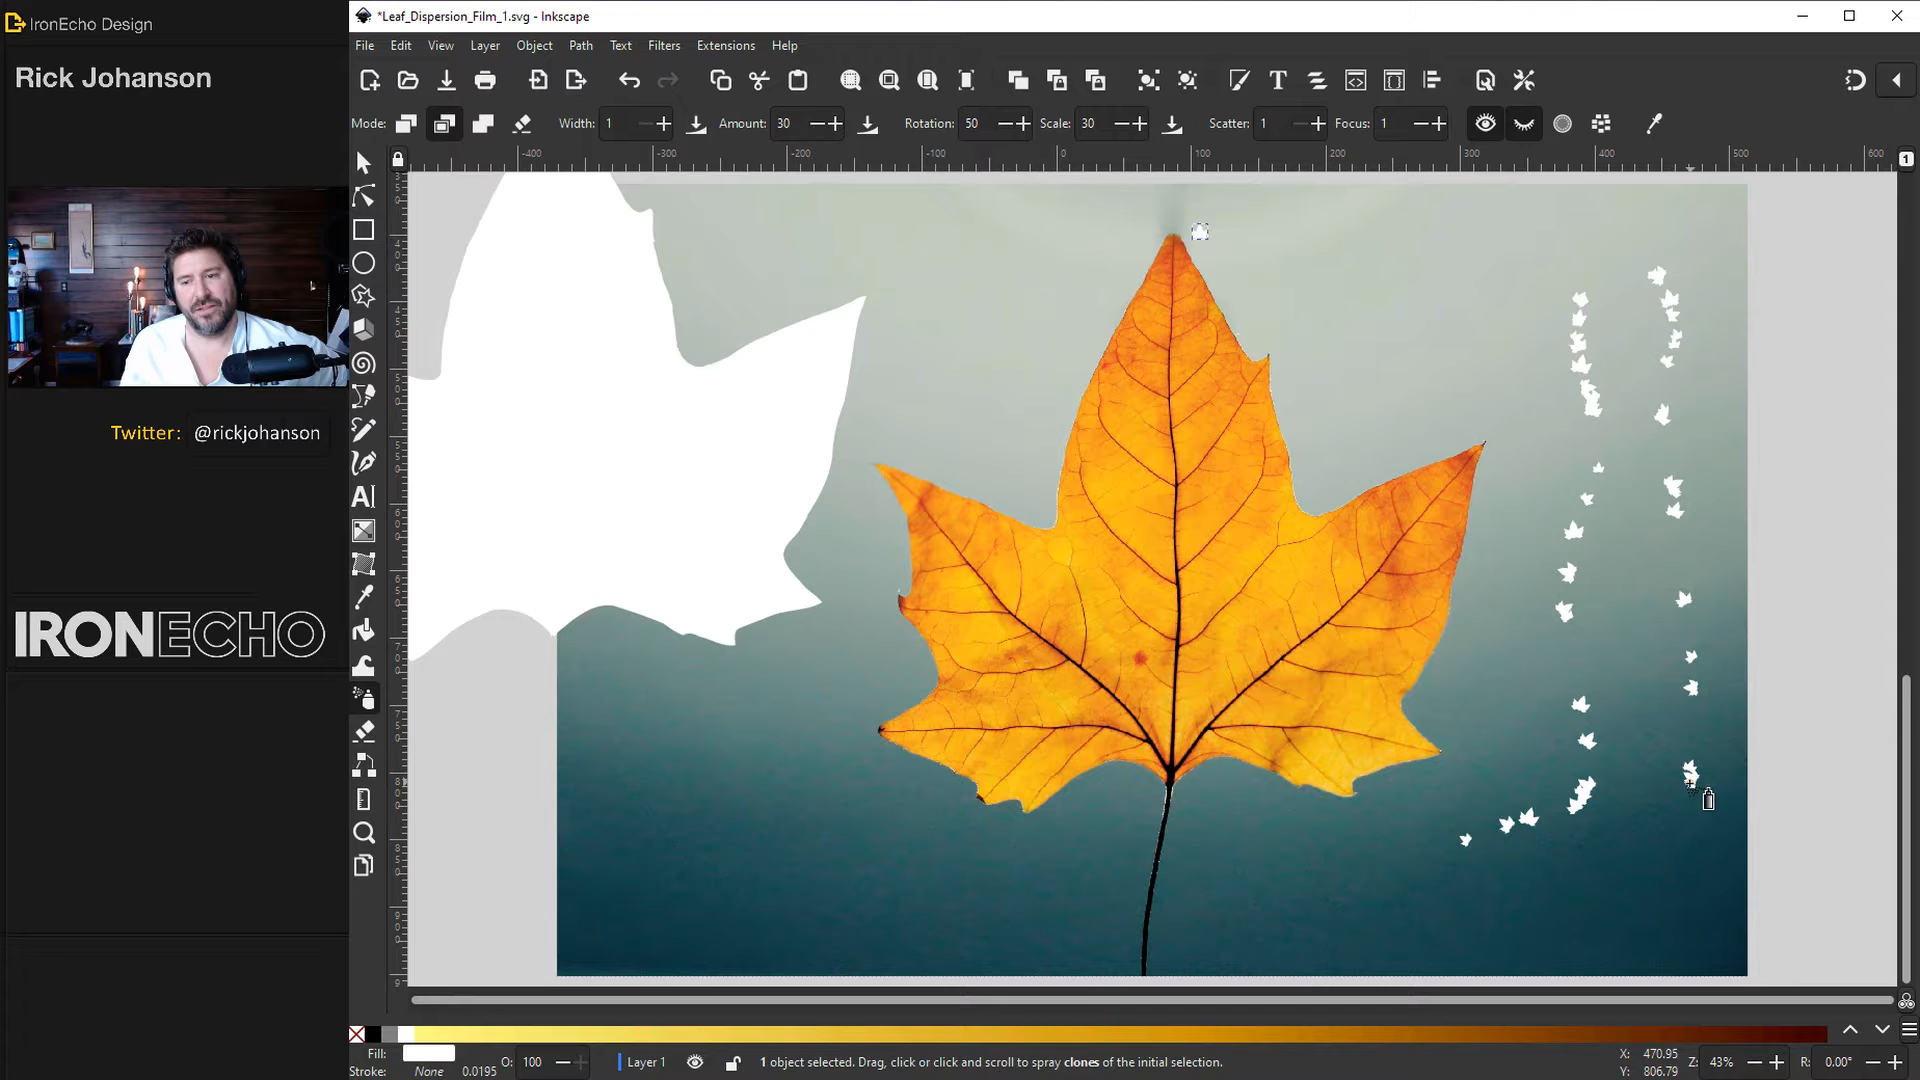 IronEcho Design
Rick Johanson
Twitter: @rickjohanson
IRONECHO
*Leaf_Dispersion_Film_1.svg - Inkscape
File Edit View Layer Object Path Text Filters Extensions Help
Mode: Width: 1 Amount: 30 Rotation: 50 Scale: 30 Scatter: 1 Focus: 1
-400 -300 -200 -100 0 100 200 300 400 500 600
1
Fill:
Stroke: None 0.0195 O: 100 Layer 1 1 object selected. Drag, click or click and scroll to spray clones of the initial selection.
X: 470.95
Y: 806.79
Z: 43% R: 0.00°